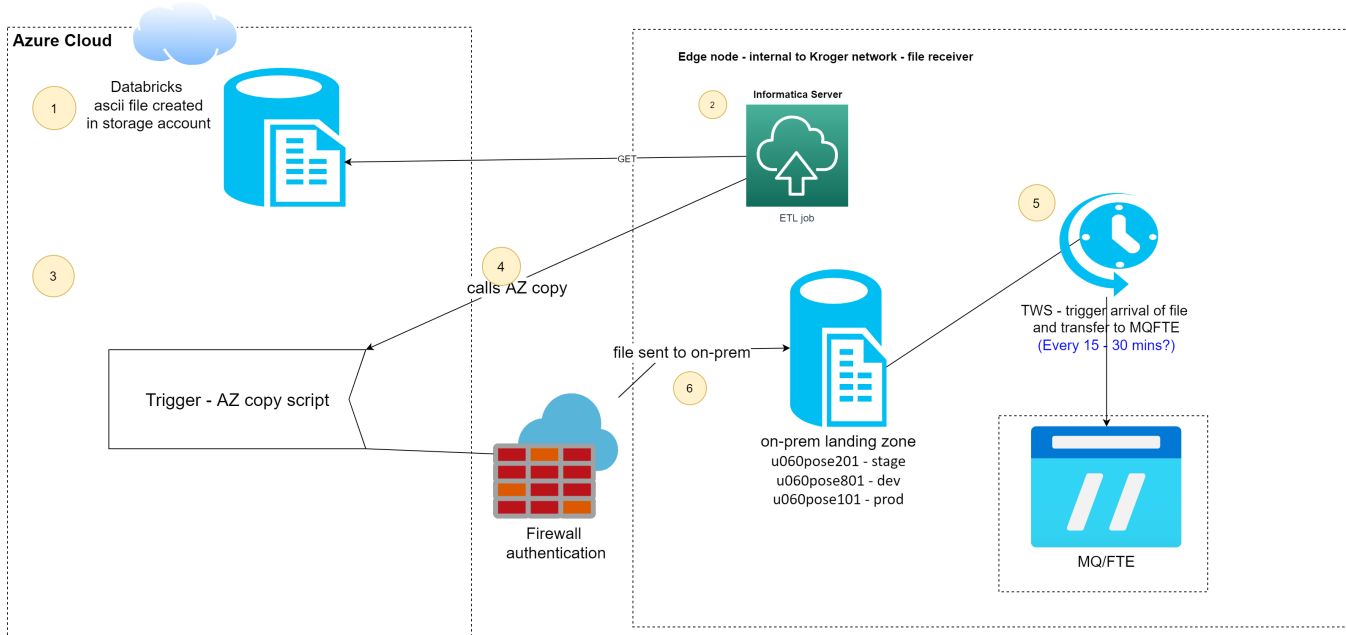 Azure Cloud
Edge node - internal to Kroger network - file receiver
1
Databricks
ascii file created
in storage account
2
Informatica Server
GET
ETL job
5
3
4
calls AZ copy
TWS - trigger arrival of file
and transfer to MQFTE
(Every 15 - 30 mins?)
file sent to on-prem
6
Trigger - AZ copy script
on-prem landing zone
u060pose201 - stage
u060pose801 - dev
u060pose101 - prod
Firewall
authentication
MQ/FTE